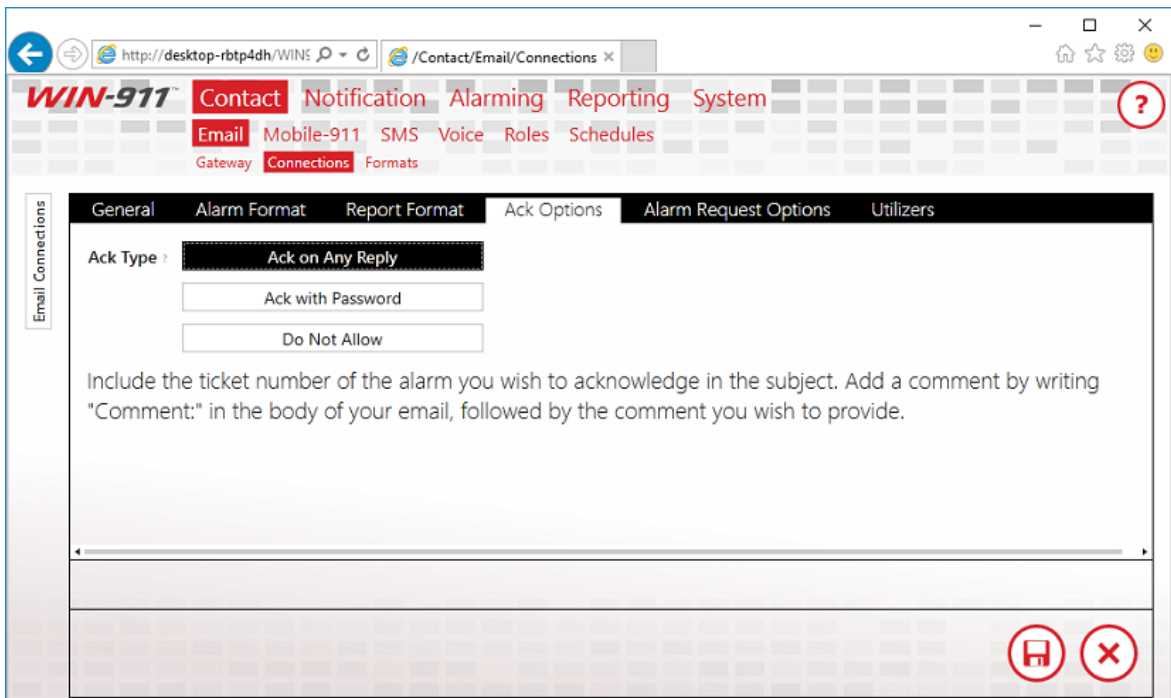 http://desktop-rbtp4dh/WINS
/Contact/Email/Connections
WIN-911™ Contact Notification Alarming Reporting System
?
Email Mobile-911 SMS Voice Roles Schedules
Gateway Connections Formats
Email Connections
General Alarm Format Report Format Ack Options Alarm Request Options Utilizers
Ack Type ? Ack on Any Reply
Ack with Password
Do Not Allow
Include the ticket number of the alarm you wish to acknowledge in the subject. Add a comment by writing
"Comment:" in the body of your email, followed by the comment you wish to provide.